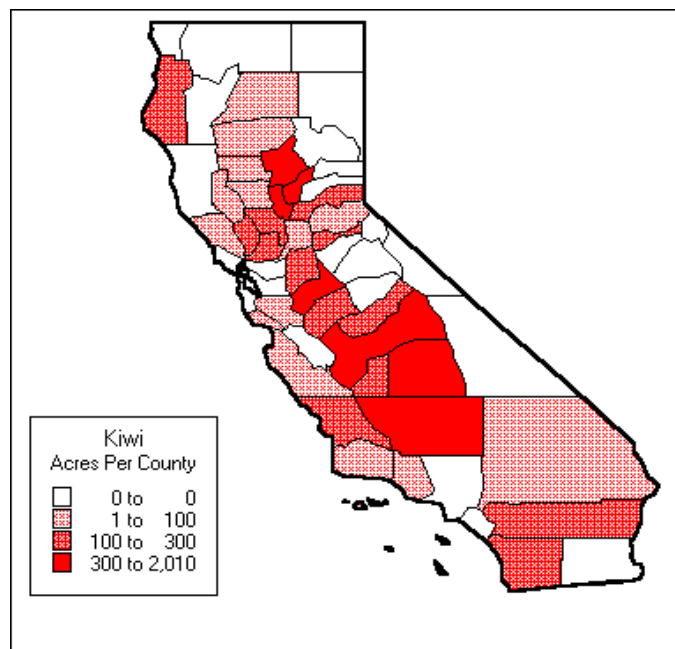 Kiwi
Acres Per County
0 to 0
1 to 100
100 to 300
300 to 2,010